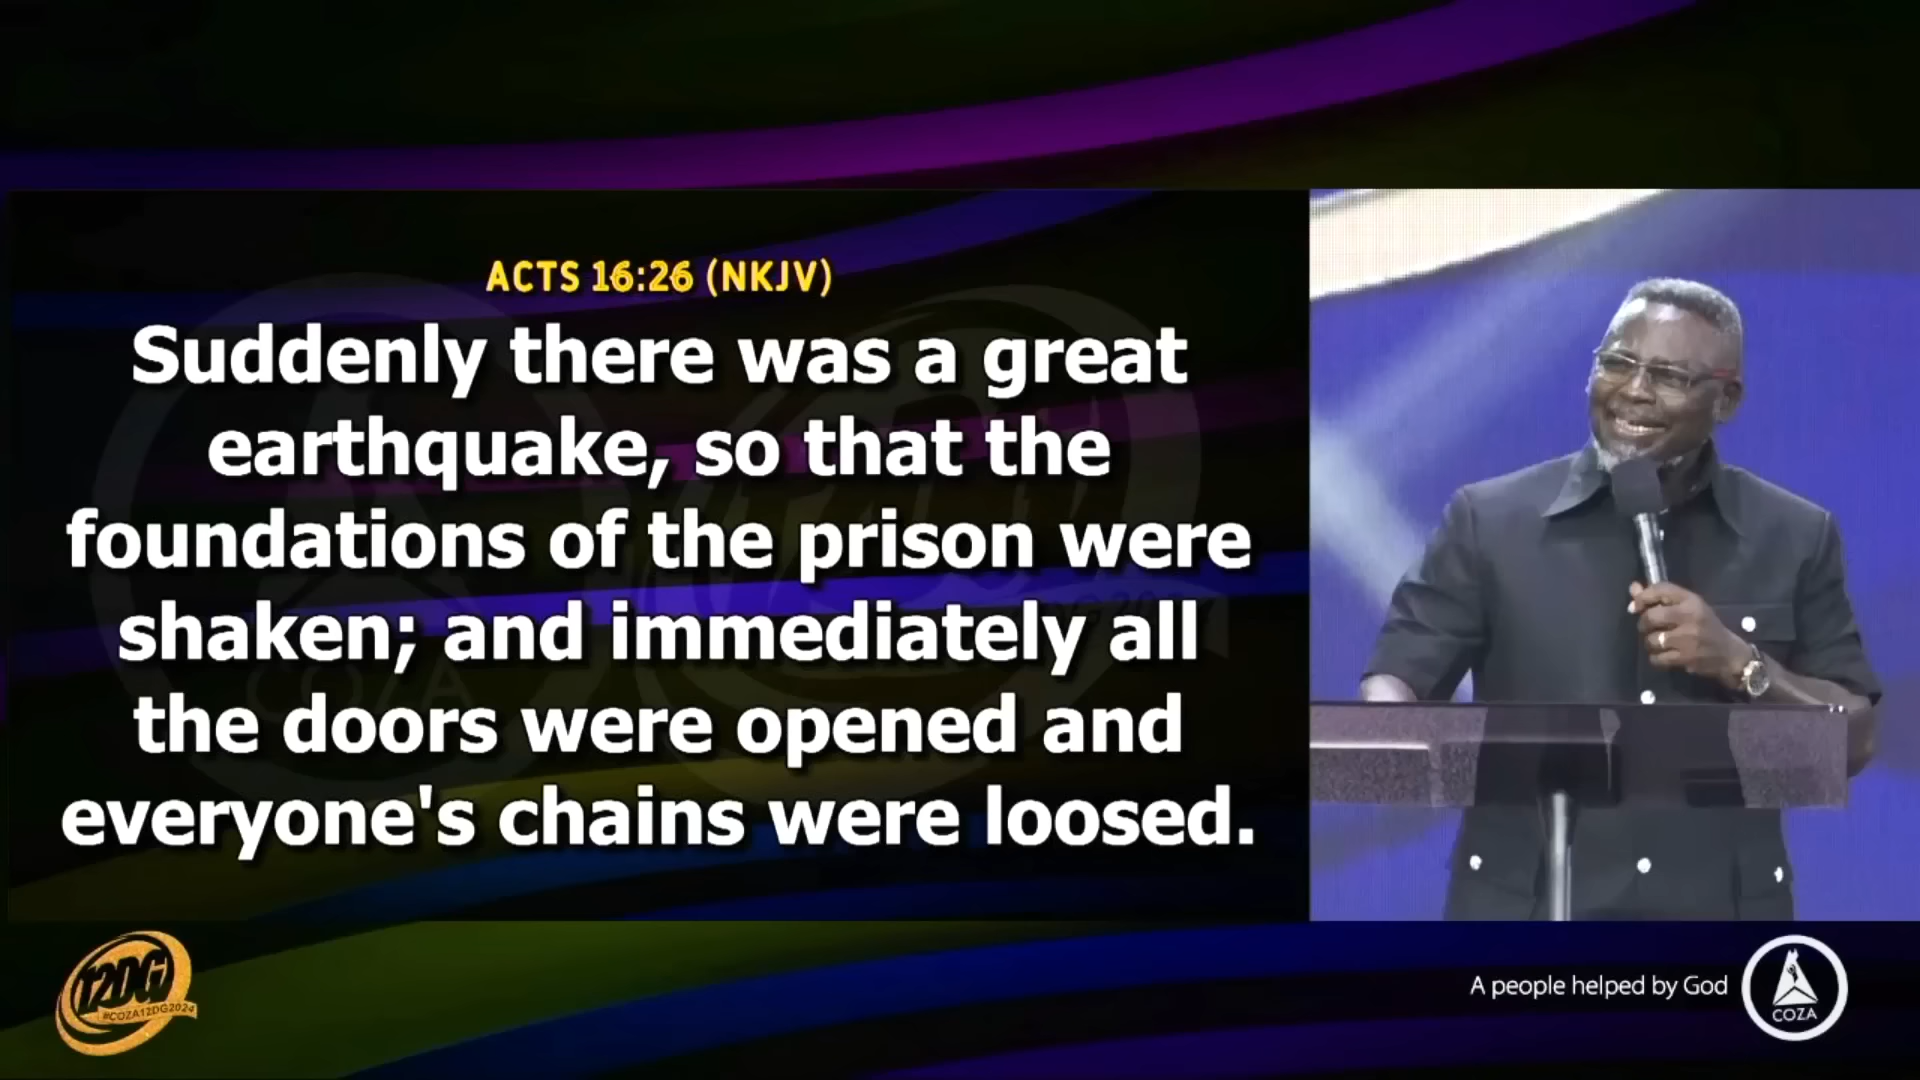 ACTS 16:26 (NKJV)
Suddenly there was a great
earthquake, so that the
foundations of the prison were
shaken; and immediately all
the doors were opened and
everyone's chains were loosed.
12DG
#COZA12DG2024
A people helped by God
COZA